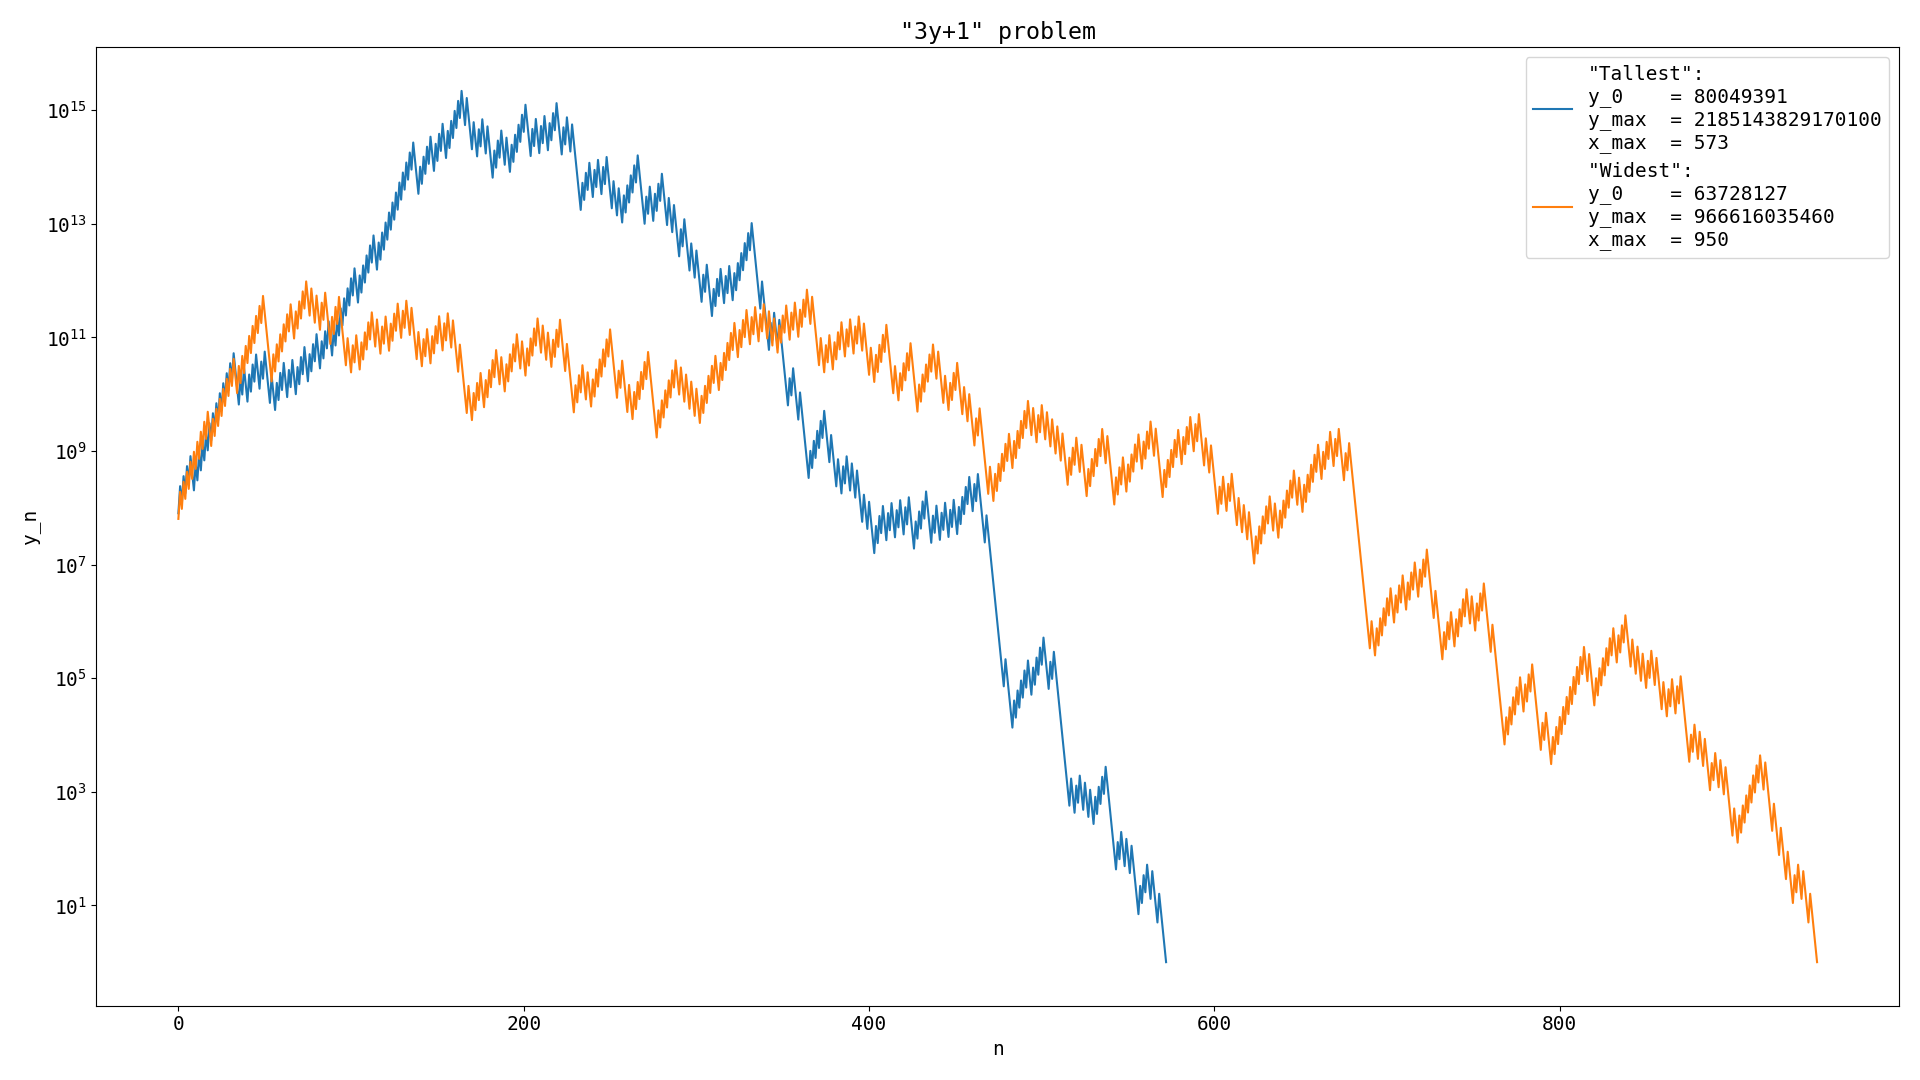 "3y+1" problem
"Tallest":
y_0    = 80049391
y_max  = 2185143829170100
x_max  = 573
"Widest":
y_0    = 63728127
y_max  = 966616035460
x_max  = 950
y_n
10^15
10^13
10^11
10^9
10^7
10^5
10^3
10^1
0 200 400 600 800
n